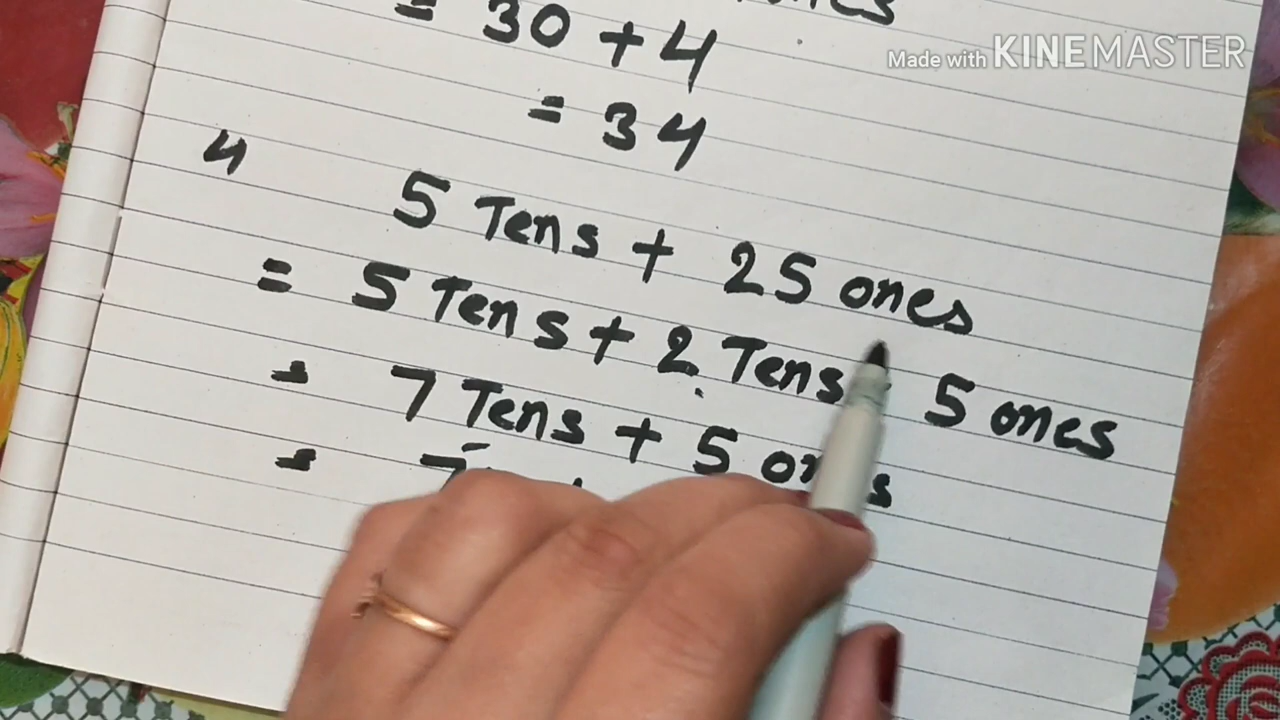 Made with KINEMASTER
= 30 + 4
= 34
4 5 Tens + 25 ones
= 5 Tens + 2 Tens 5 ones
= 7 Tens + 5 ones
=